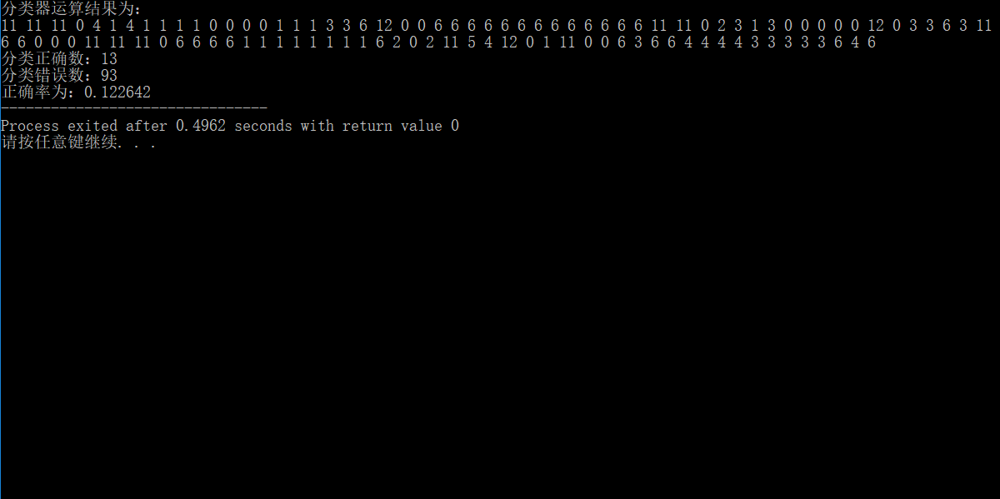 分类器运算结果为:
11 11 11 0 4 1 4 1 1 1 1 1 0 0 0 0 1 1 1 3 3 6 12 0 0 6 6 6 6 6 6 6 6 6 6 6 6 6 11 11 0 2 3 1 3 0 0 0 0 0 12 0 3 3 6 3 11
6 6 0 0 0 11 11 11 0 6 6 6 6 1 1 1 1 1 1 1 1 6 2 0 2 11 5 4 12 0 1 11 0 0 6 3 6 6 4 4 4 4 3 3 3 3 3 6 4 6
分类正确数: 13
分类错误数: 93
正确率为: 0.122642
--------------------------------
Process exited after 0.4962 seconds with return value 0
请按任意键继续. . .